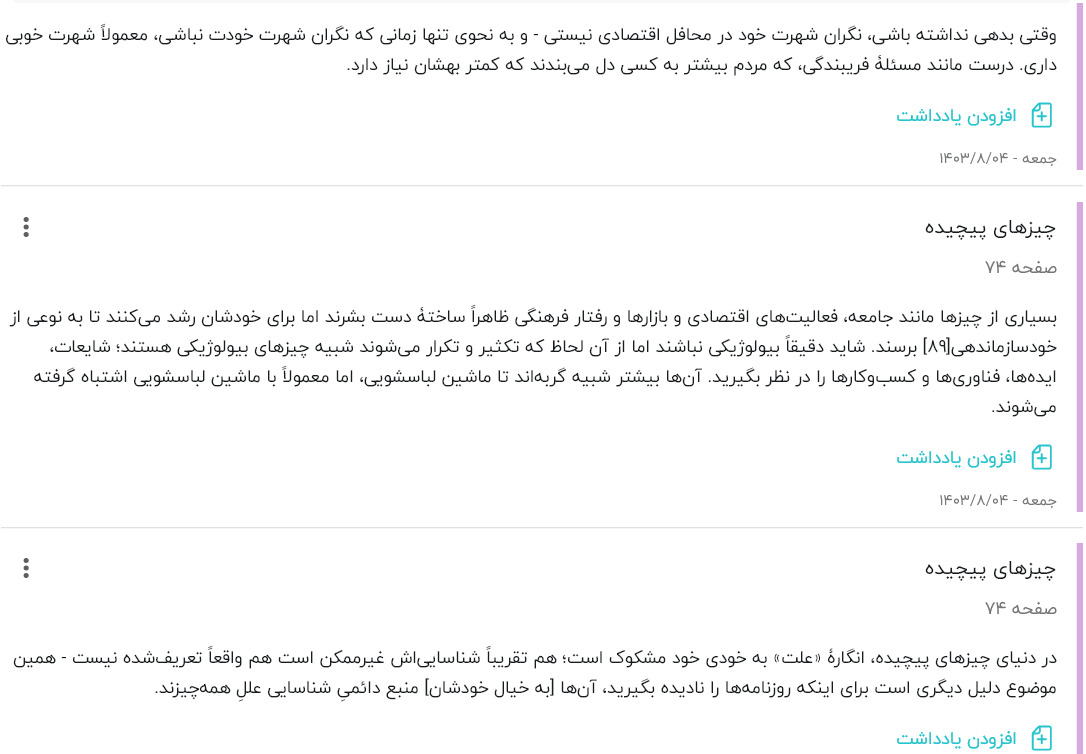 وقتی بدهی نداشته باشی، نگران شهرت خود در محافل اقتصادی نیستی - و به نحوی تنها زمانی که نگران شهرت خودت نباشی، معمولاً شهرت خوبی
داری. درست مانند مسئلهٔ فریبندگی، که مردم بیشتر به کسی دل می‌بندند که کمتر بهشان نیاز دارد.
افزودن یادداشت
جمعه - ۱۴۰۳/۸/۰۴
چیزهای پیچیده
صفحه ۷۴
بسیاری از چیزها مانند جامعه، فعالیت‌های اقتصادی و بازارها و رفتار فرهنگی ظاهراً ساختهٔ دست بشرند اما برای خودشان رشد می‌کنند تا به نوعی از
خودسازماندهی[۸۹] برسند. شاید دقیقاً بیولوژیکی نباشند اما از آن لحاظ که تکثیر و تکرار می‌شوند شبیه چیزهای بیولوژیکی هستند؛ شایعات،
ایده‌ها، فناوری‌ها و کسب‌وکارها را در نظر بگیرید. آن‌ها بیشتر شبیه گربه‌اند تا ماشین لباسشویی، اما معمولاً با ماشین لباسشویی اشتباه گرفته
می‌شوند.
افزودن یادداشت
جمعه - ۱۴۰۳/۸/۰۴
چیزهای پیچیده
صفحه ۷۴
در دنیای چیزهای پیچیده، انگارهٔ «علت» به خودی خود مشکوک است؛ هم تقریباً شناسایی‌اش غیرممکن است هم واقعاً تعریف‌شده نیست - همین
موضوع دلیل دیگری است برای اینکه روزنامه‌ها را نادیده بگیرید، آن‌ها [به خیال خودشان] منبع دائمیِ شناسایی عللِ همه‌چیزند.
افزودن یادداشت